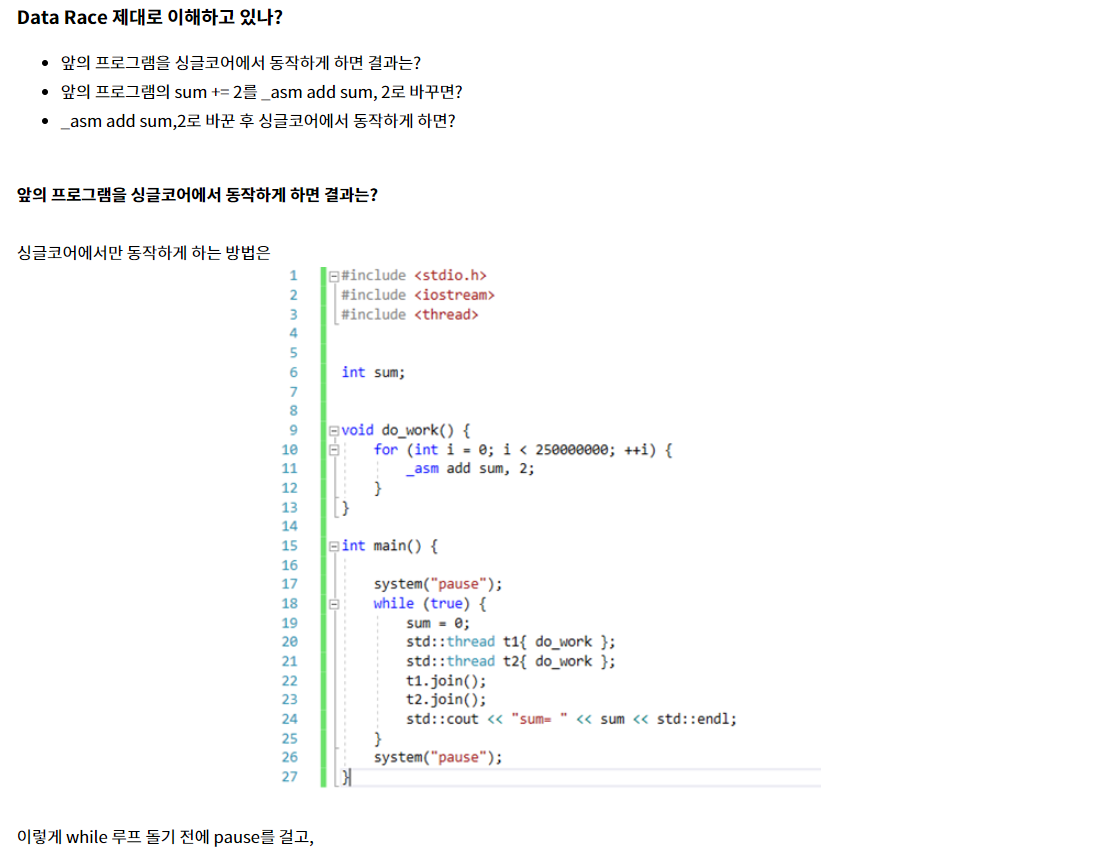 Data Race 제대로 이해하고 있나?
앞의 프로그램을 싱글코어에서 동작하게 하면 결과는?
앞의 프로그램의 sum += 2를 _asm add sum, 2로 바꾸면?
_asm add sum,2로 바꾼 후 싱글코어에서 동작하게 하면?
앞의 프로그램을 싱글코어에서 동작하게 하면 결과는?
싱글코어에서만 동작하게 하는 방법은
1 #include <stdio.h>
2 #include <iostream>
3 #include <thread>
4
5
6 int sum;
7
8
9 void do_work() {
10 for (int i = 0; i < 250000000; ++i) {
11 _asm add sum, 2;
12 }
13 }
14
15 int main() {
16
17 system("pause");
18 while (true) {
19 sum = 0;
20 std::thread t1{ do_work };
21 std::thread t2{ do_work };
22 t1.join();
23 t2.join();
24 std::cout << "sum= " << sum << std::endl;
25 }
26 system("pause");
27 }
이렇게 while 루프 돌기 전에 pause를 걸고,